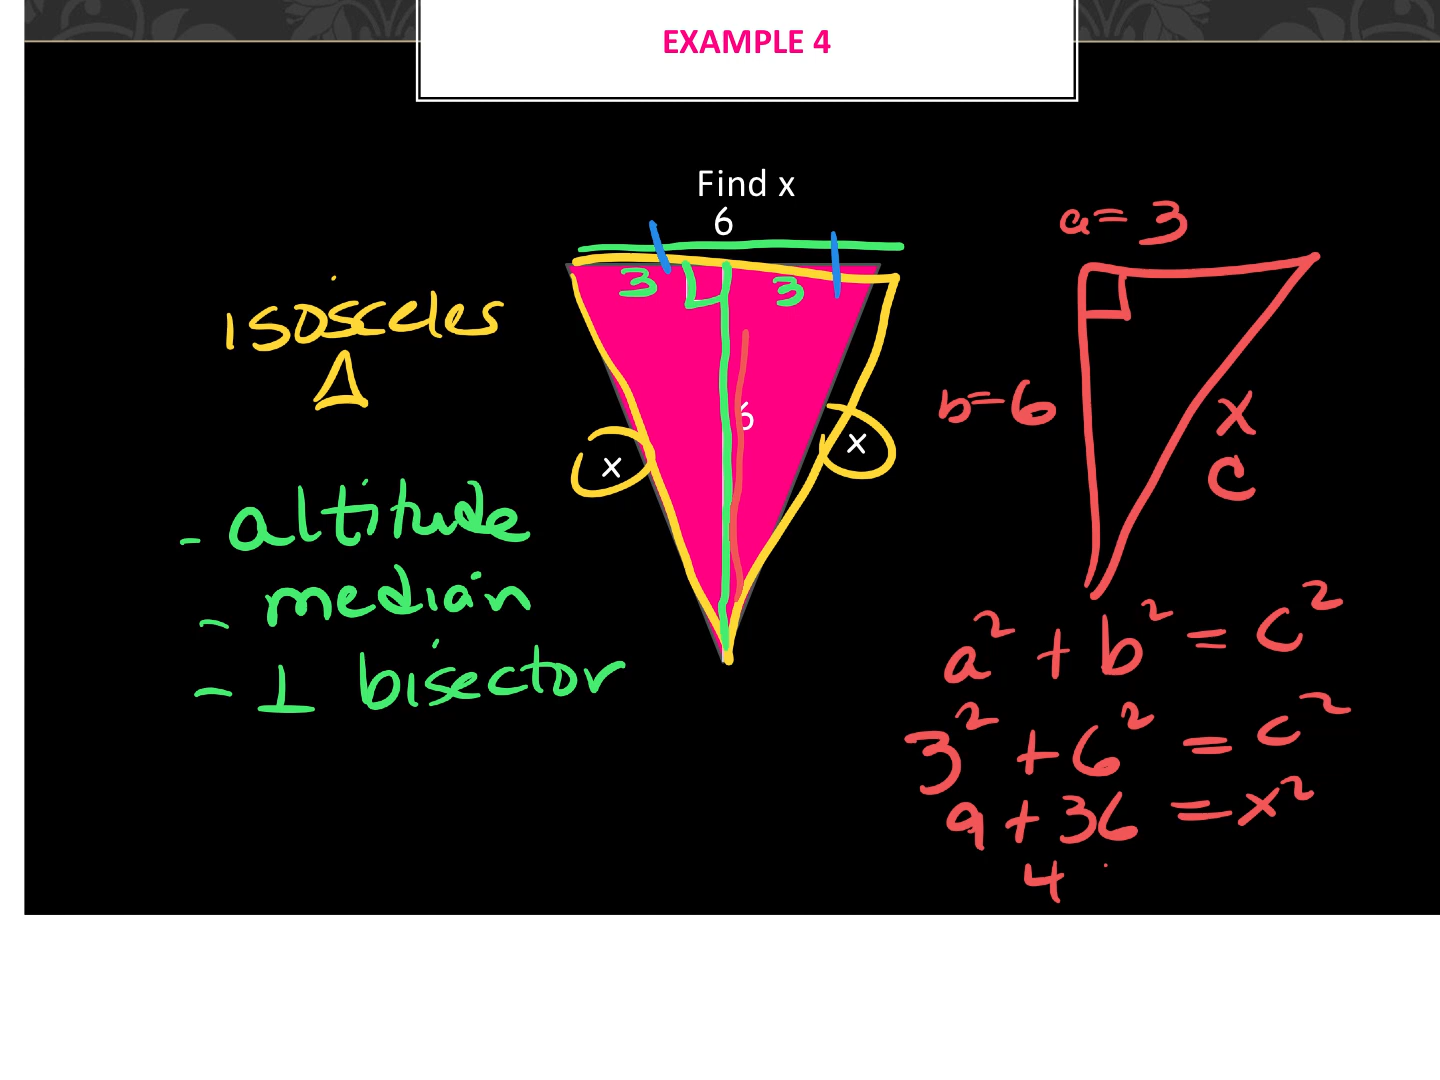 EXAMPLE 4
Find x
6
a = 3
3 3
isosceles
Δ
6
b=6
x
x
x
c
- altitude
- median
- ⊥ bisector
a² + b² = c²
3² + 6² = c²
9 + 36 = x²
4